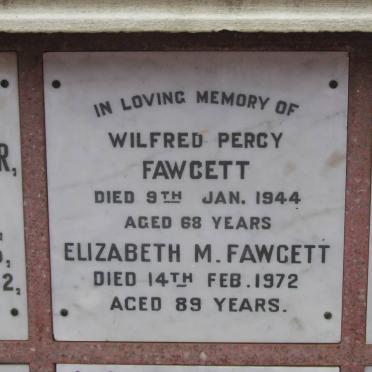 IN LOVING MEMORY OF
WILFRED PERCY
FAWCETT
DIED 9TH JAN. 1944
AGED 68 YEARS
ELIZABETH M. FAWCETT
DIED 14TH FEB. 1972
AGED 89 YEARS.